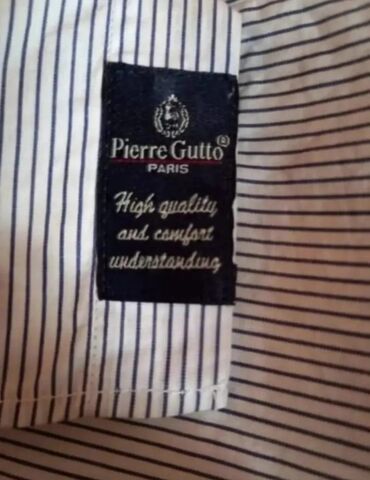 Pierre Gutto®
PARIS
High quality
and comfort
understanding